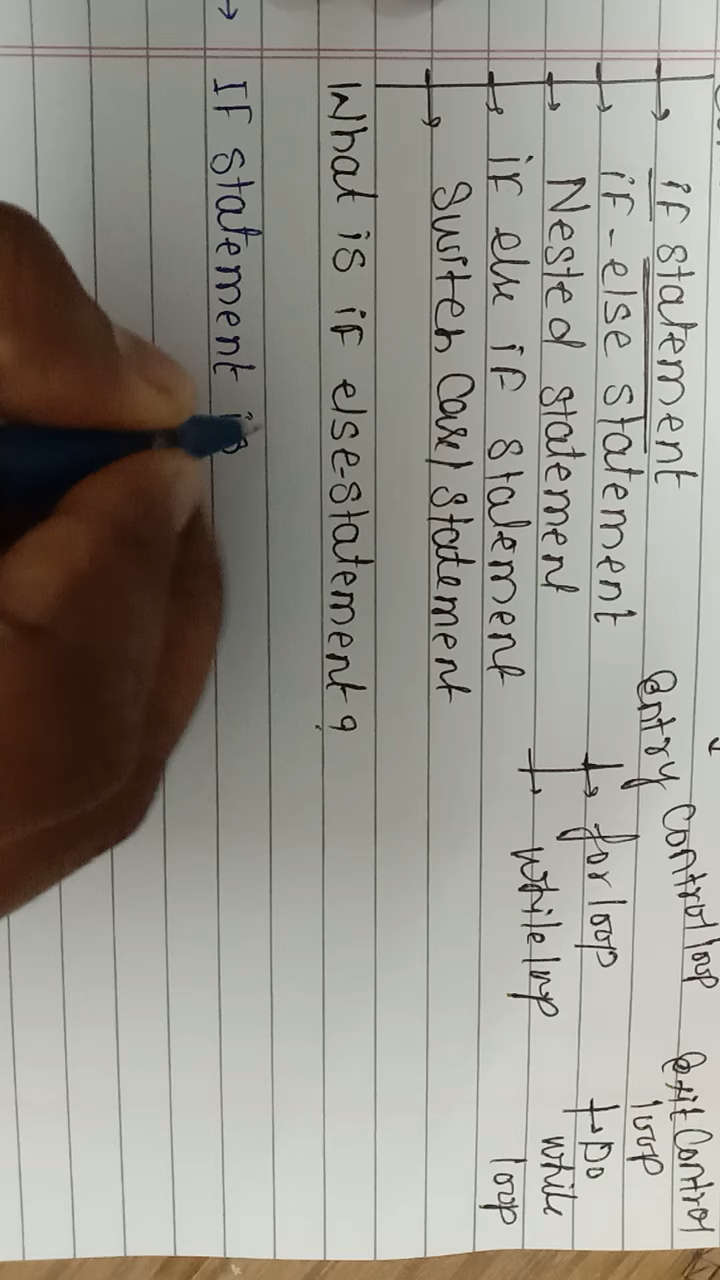 if statement
entry control loop
exit control loop
if-else statement
for loop
Do while loop
Nested statement
while loop
if else if statement
Switch Case/statement
What is if else-statement?
→ IF statement is